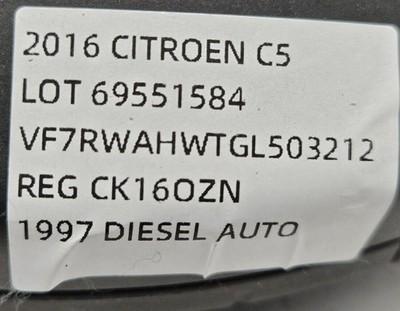 2016 CITROEN C5
LOT 69551584
VF7RWAHWTGL503212
REG CK16OZN
1997 DIESEL AUTO